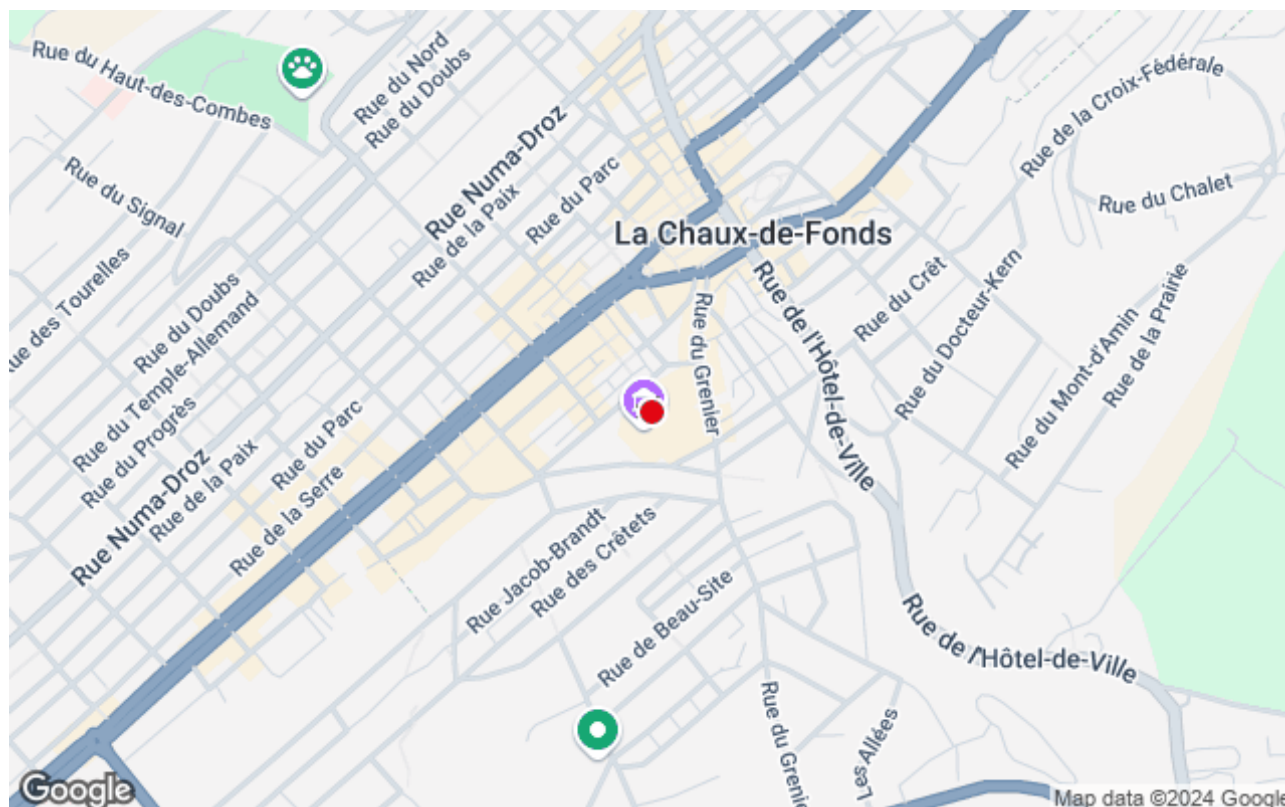 Rue du Haut-des-Combes
Rue du Nord
Rue du Doubs
Rue Numa-Droz
Rue de la Paix
Rue du Parc
Rue de la Croix-Fédérale
Rue du Chalet
Rue du Signal
La Chaux-de-Fonds
Rue des Tourelles
Rue du Doubs
Rue du Temple-Allemand
Rue du Progrès
Rue Numa-Droz
Rue de la Paix
Rue du Parc
Rue de la Serre
Rue du Grenier
Rue de l'Hôtel-de-Ville
Rue du Crêt
Rue du Docteur-Kern
Rue du Mont-d'Amin
Rue de la Prairie
Rue Jacob-Brandt
Rue des Crêtets
Rue de Beau-Site
Rue de l'Hôtel-de-Ville
Rue du Grenier
Les Allées
Google
Map data ©2024 Google